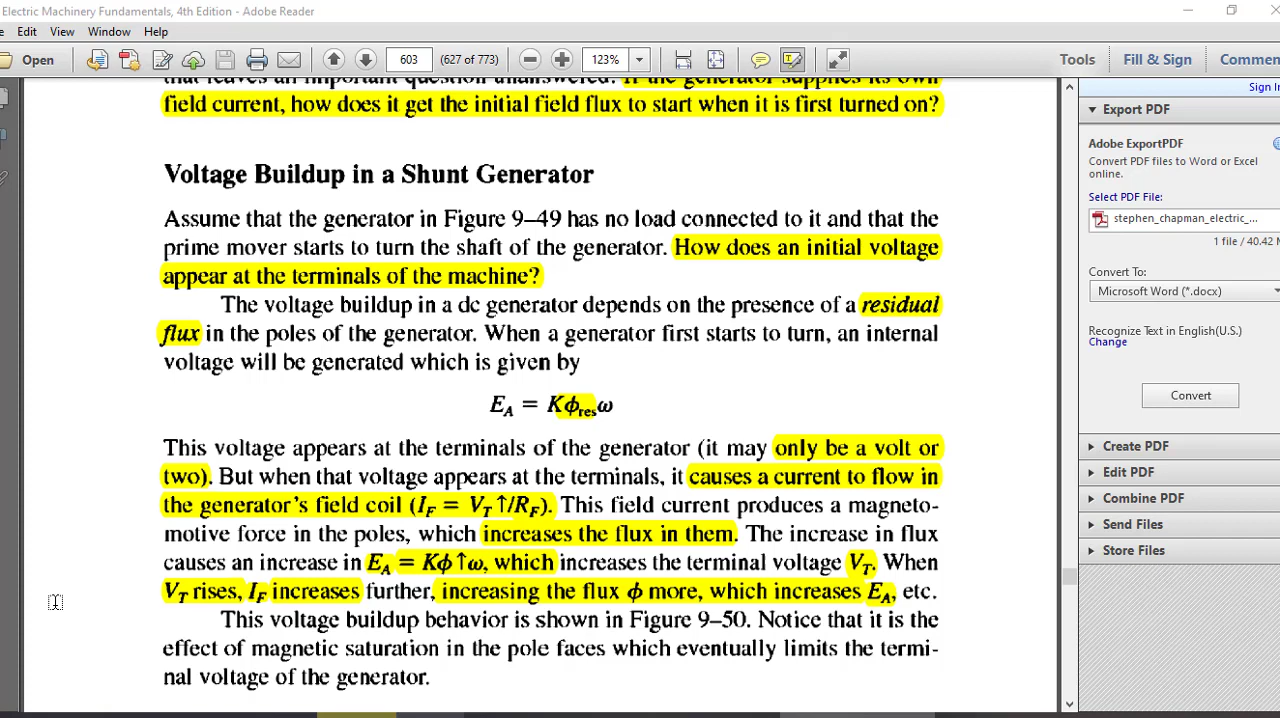 Electric Machinery Fundamentals, 4th Edition - Adobe Reader
Edit View Window Help
Open 603 (627 of 773) 123% Tools Fill & Sign
that leaves an important question unanswered: If the generator supplies its own
field current, how does it get the initial field flux to start when it is first turned on?
Voltage Buildup in a Shunt Generator
Assume that the generator in Figure 9–49 has no load connected to it and that the
prime mover starts to turn the shaft of the generator. How does an initial voltage
appear at the terminals of the machine?
The voltage buildup in a dc generator depends on the presence of a residual
flux in the poles of the generator. When a generator first starts to turn, an internal
voltage will be generated which is given by
E_A = Kϕ_res ω
This voltage appears at the terminals of the generator (it may only be a volt or
two). But when that voltage appears at the terminals, it causes a current to flow in
the generator's field coil (I_F = V_T↑/R_F). This field current produces a magneto-
motive force in the poles, which increases the flux in them. The increase in flux
causes an increase in E_A = Kϕ↑ω, which increases the terminal voltage V_T. When
V_T rises, I_F increases further, increasing the flux ϕ more, which increases E_A, etc.
This voltage buildup behavior is shown in Figure 9–50. Notice that it is the
effect of magnetic saturation in the pole faces which eventually limits the termi-
nal voltage of the generator.
Export PDF
Adobe ExportPDF
Convert PDF files to Word or Excel
online.
Select PDF File:
stephen_chapman_electric_...
1 file / 40.42
Convert To:
Microsoft Word (*.docx)
Recognize Text in English(U.S.)
Change
Convert
Create PDF
Edit PDF
Combine PDF
Send Files
Store Files